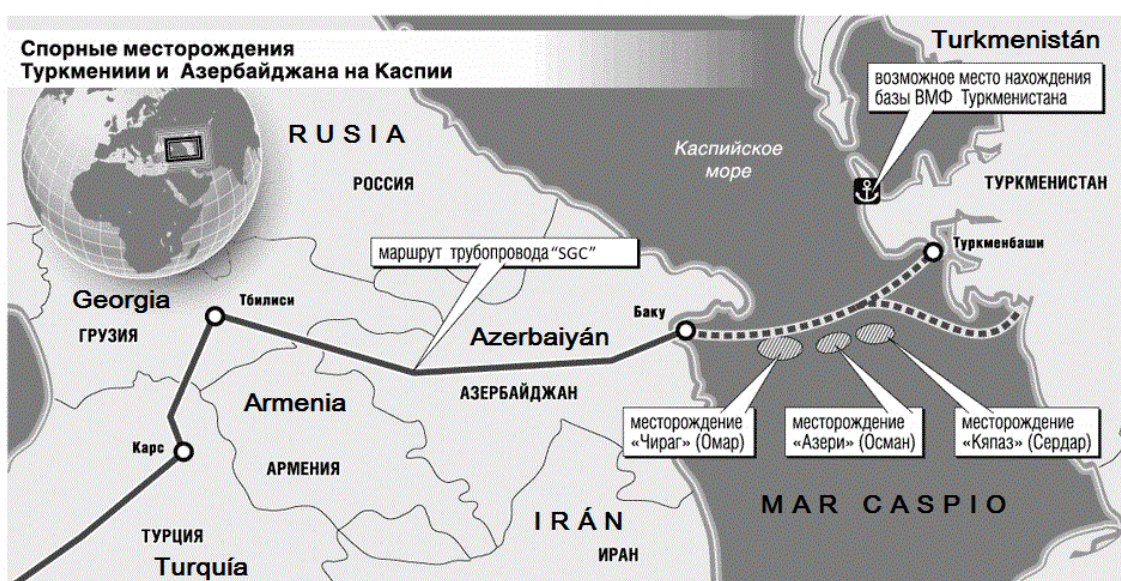 Спорные месторождения
Туркмениии и Азербайджана на Каспии
Turkmenistán
возможное место нахождения
базы ВМФ Туркменистана
RUSIA
РОССИЯ
Каспийское
море
ТУРКМЕНИСТАН
Туркменбаши
маршрут трубопровода "SGC"
Georgia
Тбилиси
ГРУЗИЯ
Azerbaiyán
Баку
АЗЕРБАЙДЖАН
Armenia
месторождение
«Чираг» (Омар)
месторождение
«Азери» (Осман)
месторождение
«Кяпаз» (Сердар)
Карс
АРМЕНИЯ
MAR CASPIO
IRÁN
ИРАН
ТУРЦИЯ
Turquía